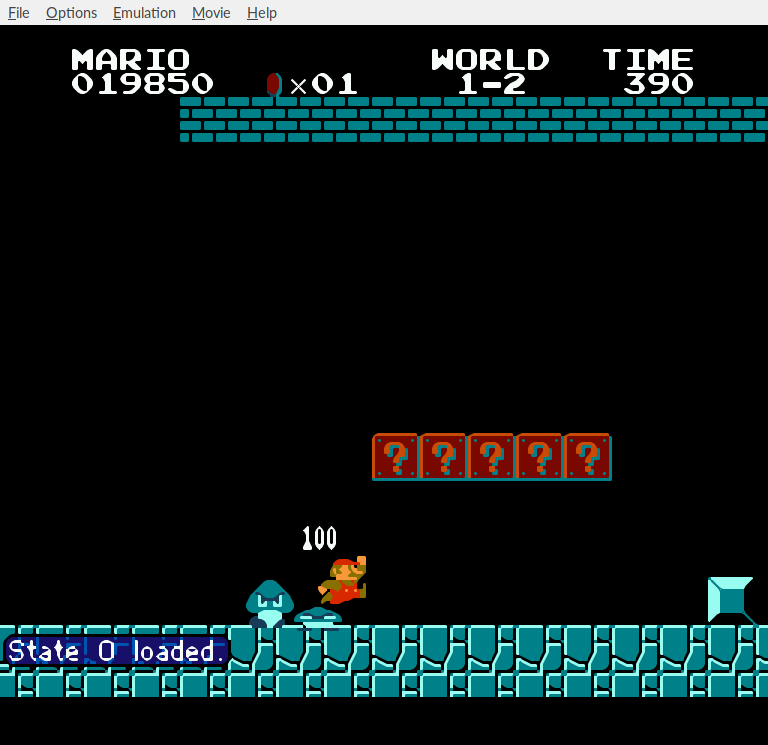 File Options Emulation Movie Help
MARIO WORLD TIME
019850 ×01 1-2 390
? ? ? ? ?
100
State 0 loaded.